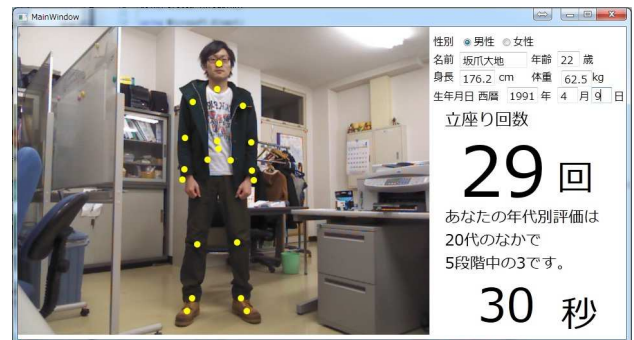 MainWindow
性別 男性 女性
名前 坂爪大地 年齢 22 歳
身長 176.2 cm 体重 62.5 kg
生年月日 西暦 1991 年 4 月 9 日
立座り回数
29 回
あなたの年代別評価は
20代のなかで
5段階中の3です。
30 秒